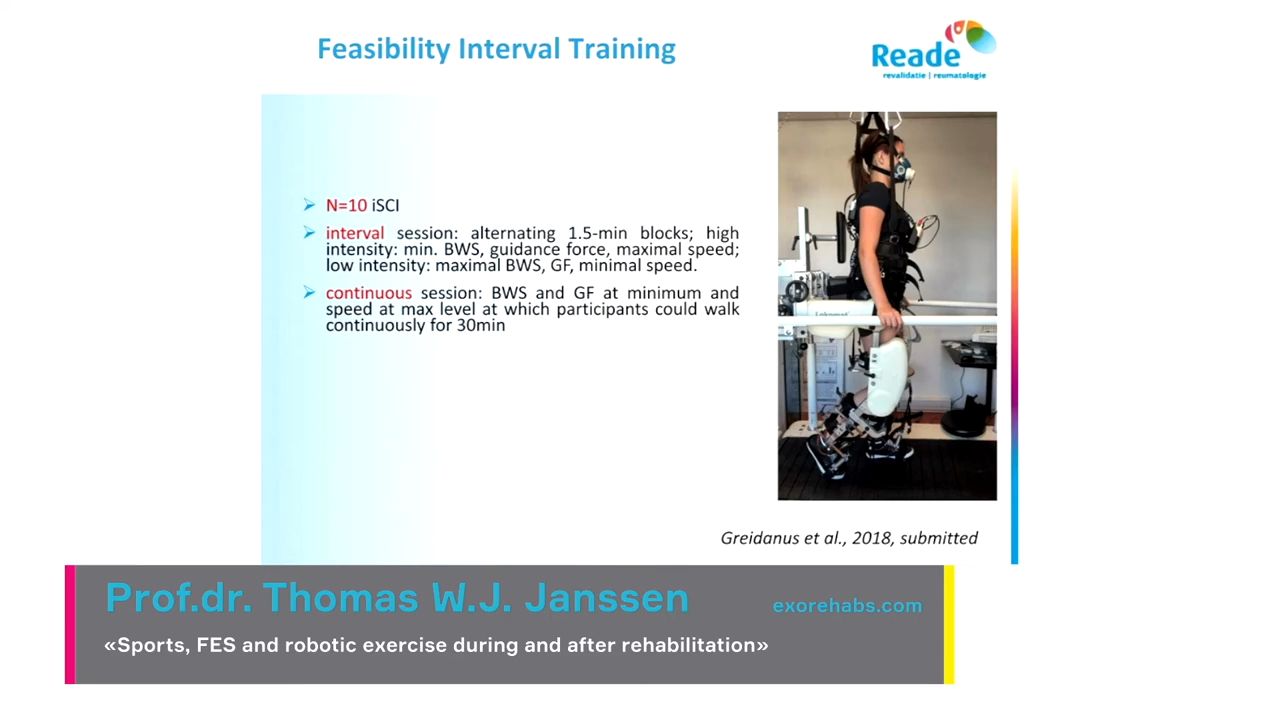 Feasibility Interval Training
Reade
revalidatie | reumatologie
➢ N=10 iSCI
➢ interval session: alternating 1.5-min blocks; high
intensity: min. BWS, guidance force, maximal speed;
low intensity: maximal BWS, GF, minimal speed.
➢ continuous session: BWS and GF at minimum and
speed at max level at which participants could walk
continuously for 30min
Lokomat
Greidanus et al., 2018, submitted
Prof.dr. Thomas W.J. Janssen
exorehabs.com
«Sports, FES and robotic exercise during and after rehabilitation»